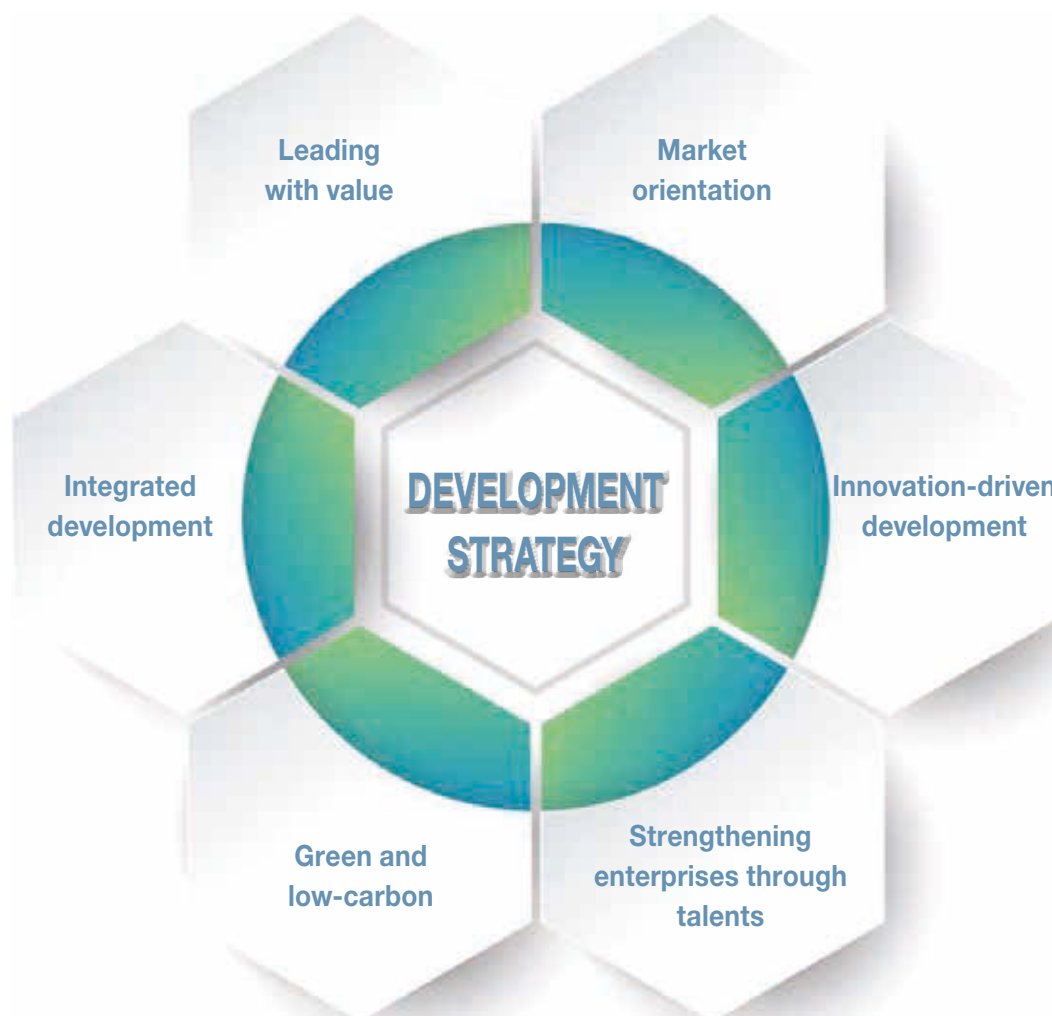 Leading
with value
Market
orientation
Integrated
development
DEVELOPMENT
STRATEGY
Innovation-driven
development
Green and
low-carbon
Strengthening
enterprises through
talents